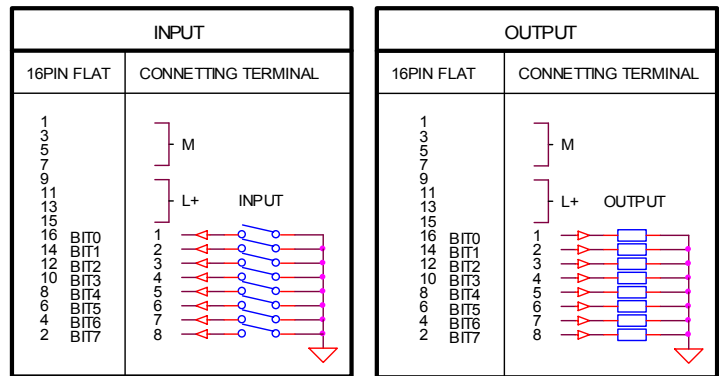 INPUT
16PIN FLAT CONNETTING TERMINAL
1
3
5 M
7
9
11
13 L+ INPUT
15
16 BIT0 1
14 BIT1 2
12 BIT2 3
10 BIT3 4
8 BIT4 5
6 BIT5 6
4 BIT6 7
2 BIT7 8
OUTPUT
16PIN FLAT CONNETTING TERMINAL
1
3
5 M
7
9
11
13 L+ OUTPUT
15
16 BIT0 1
14 BIT1 2
12 BIT2 3
10 BIT3 4
8 BIT4 5
6 BIT5 6
4 BIT6 7
2 BIT7 8